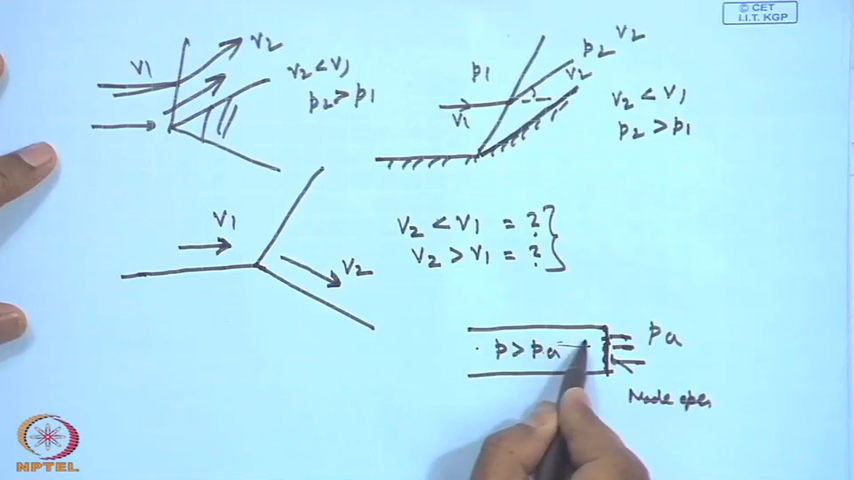 © CET
I.I.T. KGP
V1
V2
V2 < V1
p2 > p1
p1
p2 V2
V2
V1
?
V2 < V1
p2 > p1
V1
V2
V2 < V1 = ?
V2 > V1 = ?
p > pa
pa
Made open
NPTEL